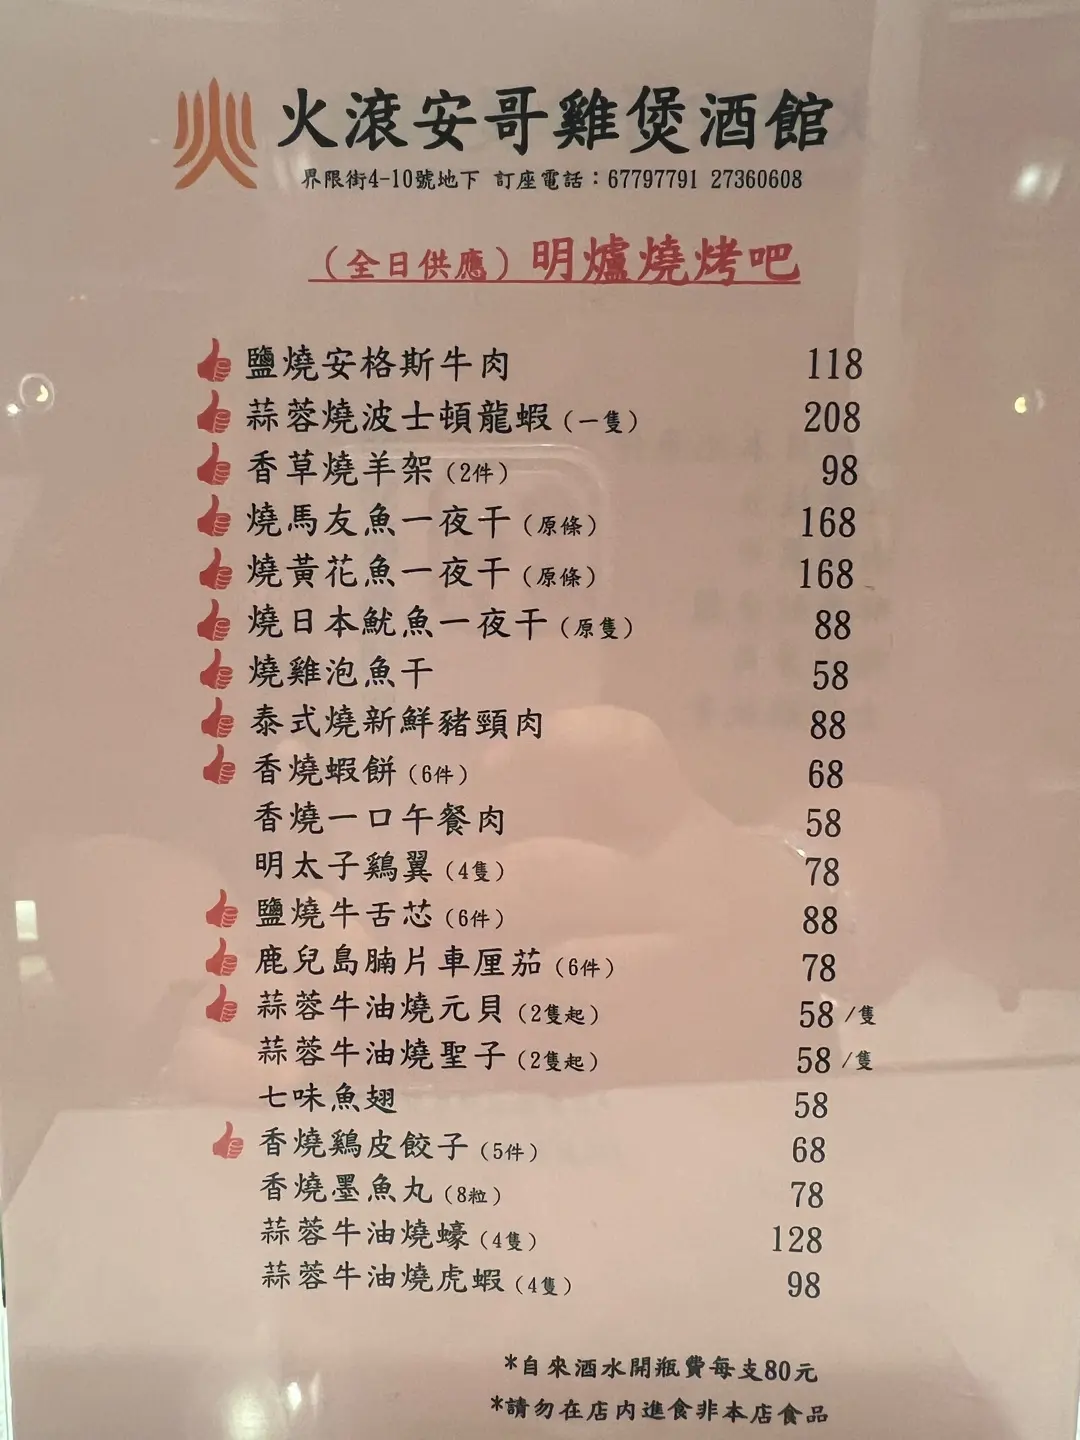 火滾安哥雞煲酒館
界限街4-10號地下 訂座電話：67797791 27360608
（全日供應）明爐燒烤吧
鹽燒安格斯牛肉 118
蒜蓉燒波士頓龍蝦（一隻） 208
香草燒羊架（2件） 98
燒馬友魚一夜干（原條） 168
燒黃花魚一夜干（原條） 168
燒日本魷魚一夜干（原隻） 88
燒雞泡魚干 58
泰式燒新鮮豬頸肉 88
香燒蝦餅（6件） 68
香燒一口午餐肉 58
明太子鷄翼（4隻） 78
鹽燒牛舌芯（6件） 88
鹿兒島腩片車厘茄（6件） 78
蒜蓉牛油燒元貝（2隻起） 58/隻
蒜蓉牛油燒聖子（2隻起） 58/隻
七味魚翅 58
香燒鷄皮餃子（5件） 68
香燒墨魚丸（8粒） 78
蒜蓉牛油燒蠔（4隻） 128
蒜蓉牛油燒虎蝦（4隻） 98
*自來酒水開瓶費每支80元
*請勿在店內進食非本店食品